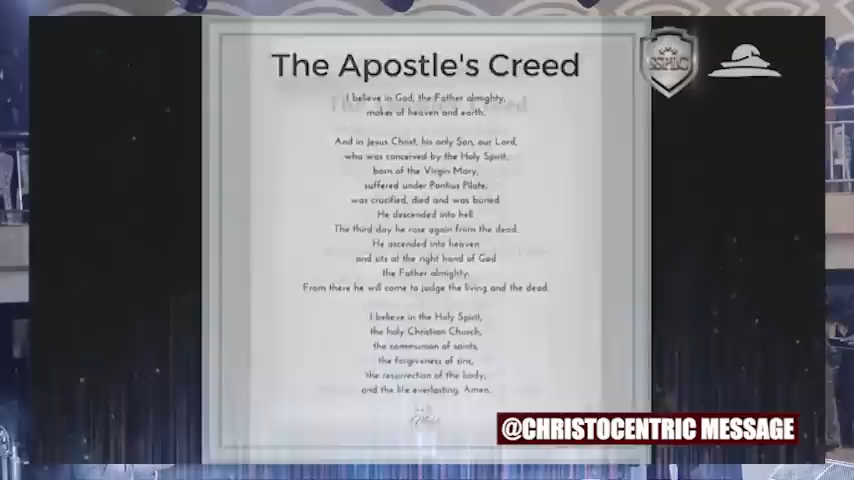 The Apostle's Creed
I believe in God, the Father almighty,
maker of heaven and earth.
And in Jesus Christ, his only Son, our Lord,
who was conceived by the Holy Spirit,
born of the Virgin Mary,
suffered under Pontius Pilate,
was crucified, died and was buried
He descended into hell
The third day he rose again from the dead.
He ascended into heaven
and sits at the right hand of God
the Father almighty.
From there he will come to judge the living and the dead.
I believe in the Holy Spirit,
the holy Christian Church,
the communion of saints,
the forgiveness of sins,
the resurrection of the body,
and the life everlasting. Amen.
@CHRISTOCENTRIC MESSAGE